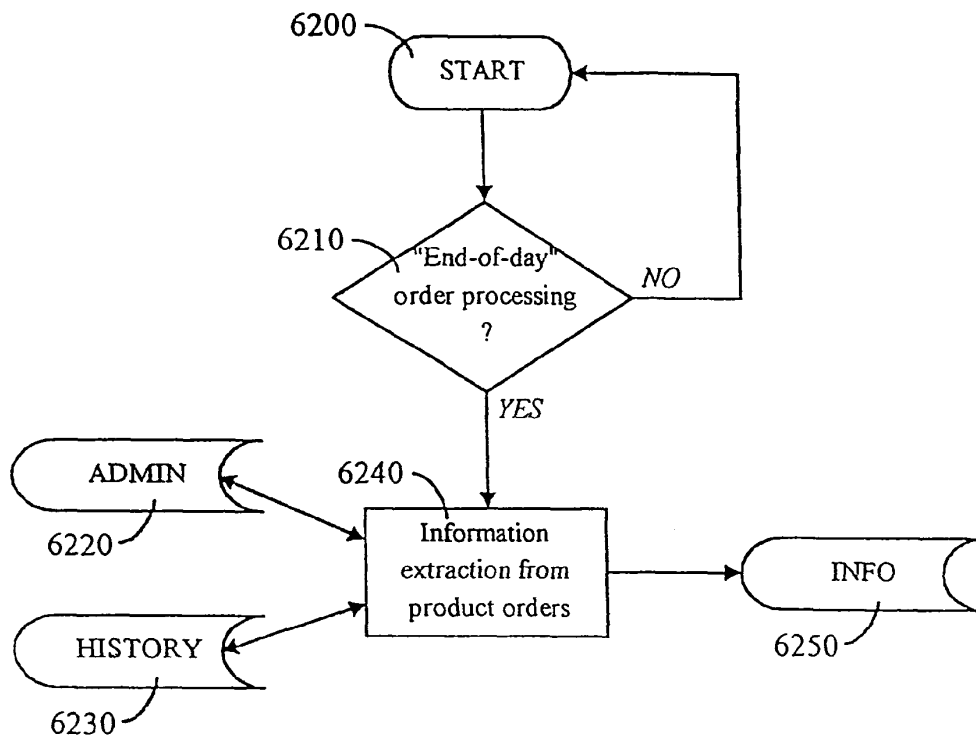 6200
START
6210
"End-of-day"
order processing
?
NO
YES
ADMIN
6220
6240
Information
extraction from
product orders
INFO
6250
HISTORY
6230